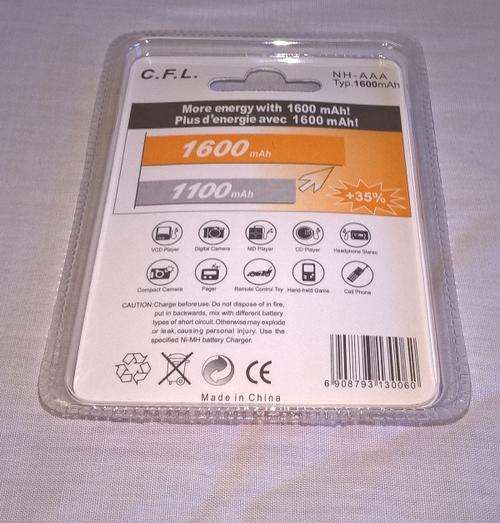 C.F.L.
NH-AAA
Typ.1600mAh
More energy with 1600 mAh!
Plus d'energie avec 1600 mAh!
1600 mAh
1100 mAh
+35%
VCD Player
Digital Camera
MD Player
CD Player
Headphone Stereo
Compact Camera
Pager
Remote Control Toy
Hand-held Game
Cell Phone
CAUTION:Charge before use. Do not dispose of in fire,
put in backwards, mix with different battery
types of short circuit. Otherwise may explode
or leak, causing personal injury. Use the
specified Ni-MH battery Charger.
CE
6 908793 130060
Made in China